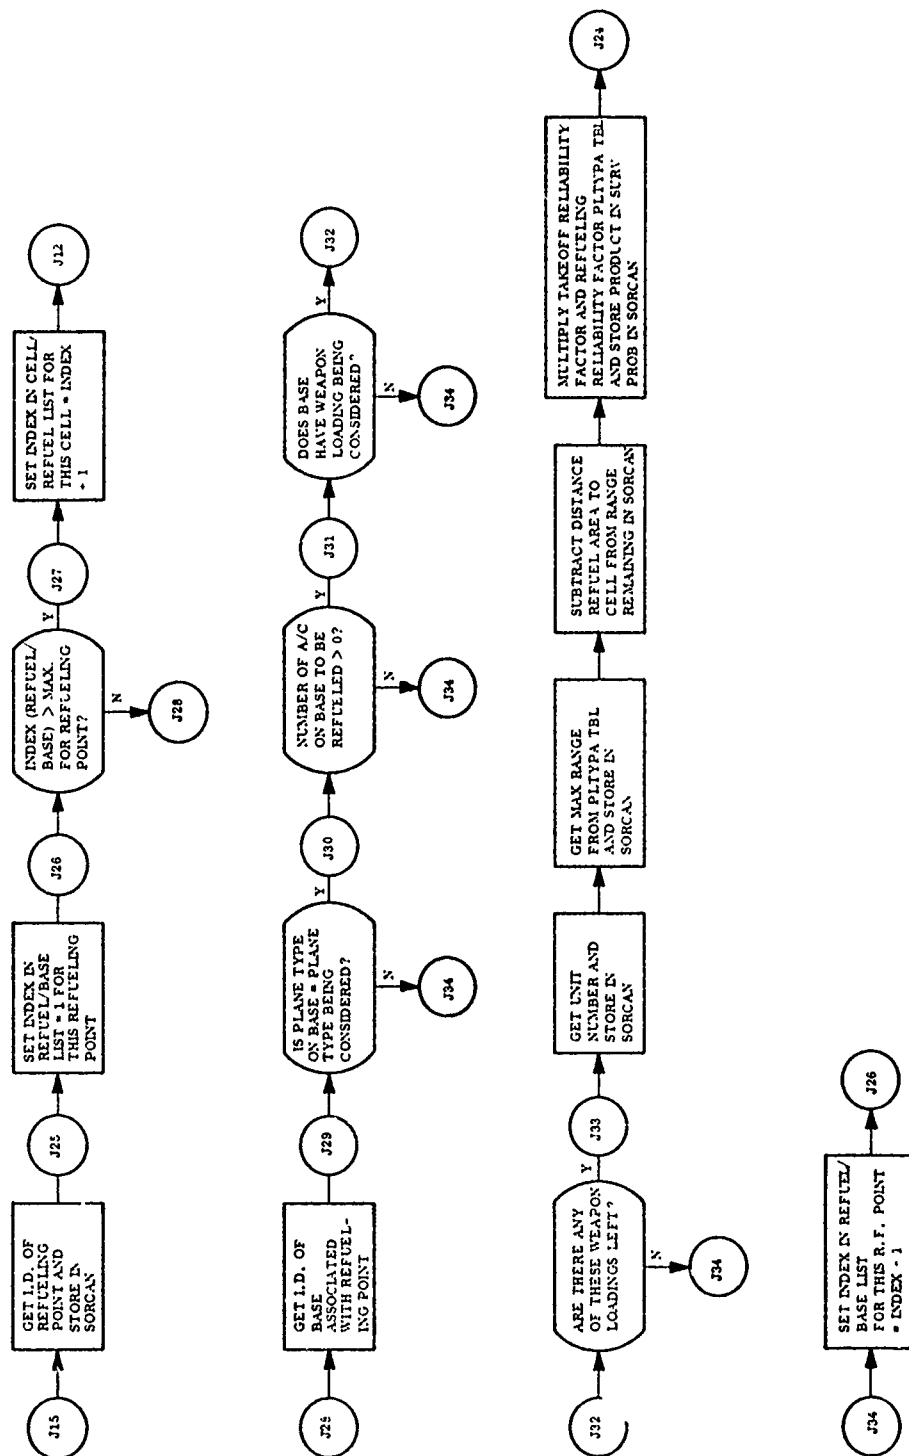 J15
GET I.D. OF
REFUELING
POINT AND
STORE IN
SORCAN
J25
SET INDEX IN
REFUEL/BASE
LIST = 1 FOR
THIS REFUELING
POINT
J26
INDEX (REFUEL/
BASE) > MAX.
FOR REFUELING
POINT?
Y
N
J28
J27
SET INDEX IN CELL/
REFUEL LIST FOR
THIS CELL = INDEX
+ 1
J12
J28
GET I.D. OF
BASE
ASSOCIATED
WITH REFUEL-
ING POINT
J29
IS PLANE TYPE
ON BASE = PLANE
TYPE BEING
CONSIDERED?
Y
N
J34
J30
NUMBER OF A/C
ON BASE TO BE
REFUELED > 0?
Y
N
J34
J31
DOES BASE
HAVE WEAPON
LOADING BEING
CONSIDERED"
Y
N
J34
J32
J32
ARE THERE ANY
OF THESE WEAPON
LOADINGS LEFT?
Y
N
J34
J33
GET UNIT
NUMBER AND
STORE IN
SORCAN
GET MAX RANGE
FROM PLTYPA TBL
AND STORE IN
SORCAN
SUBTRACT DISTANCE
REFUEL AREA TO
CELL FROM RANGE
REMAINING IN SORCAN
MULTIPLY TAKEOFF RELIABILITY
FACTOR AND REFUELING
RELIABILITY FACTOR PLTYPA TBL
AND STORE PRODUCT IN SURV
PROB IN SORCAN
J24
J34
SET INDEX IN REFUEL/
BASE LIST
FOR THIS R.F. POINT
= INDEX - 1
J26